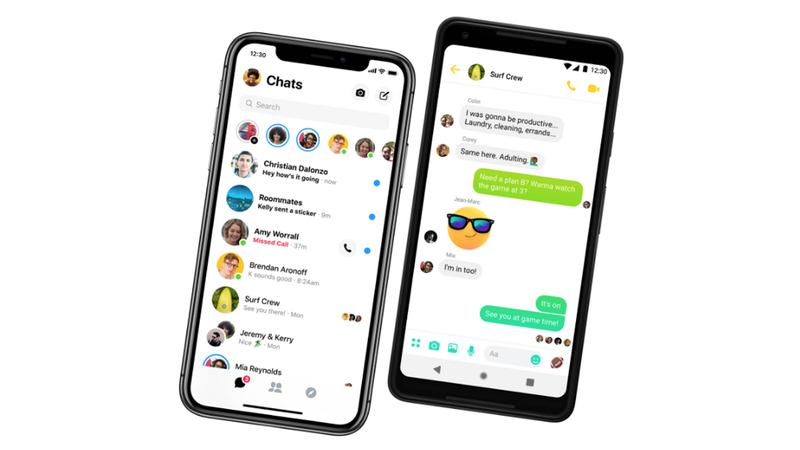 12:30
Chats
Search
Christian Dalonzo
Hey how's it going · now
Roommates
Kelly sent a sticker · 9m
Amy Worrall
Missed Call · 37m
Brendan Aronoff
K sounds good · 8:24am
Surf Crew
See you there! · Mon
Jeremy & Kerry
Nice · Mon
Mia Reynolds
3
12:30
Surf Crew
Colin
I was gonna be productive...
Laundry, cleaning, errands...
Corey
Same here. Adulting.
Need a plan B? Wanna watch
the game at 3?
Jean-Marc
Mia
I'm in too!
It's on
See you at game time!
Aa